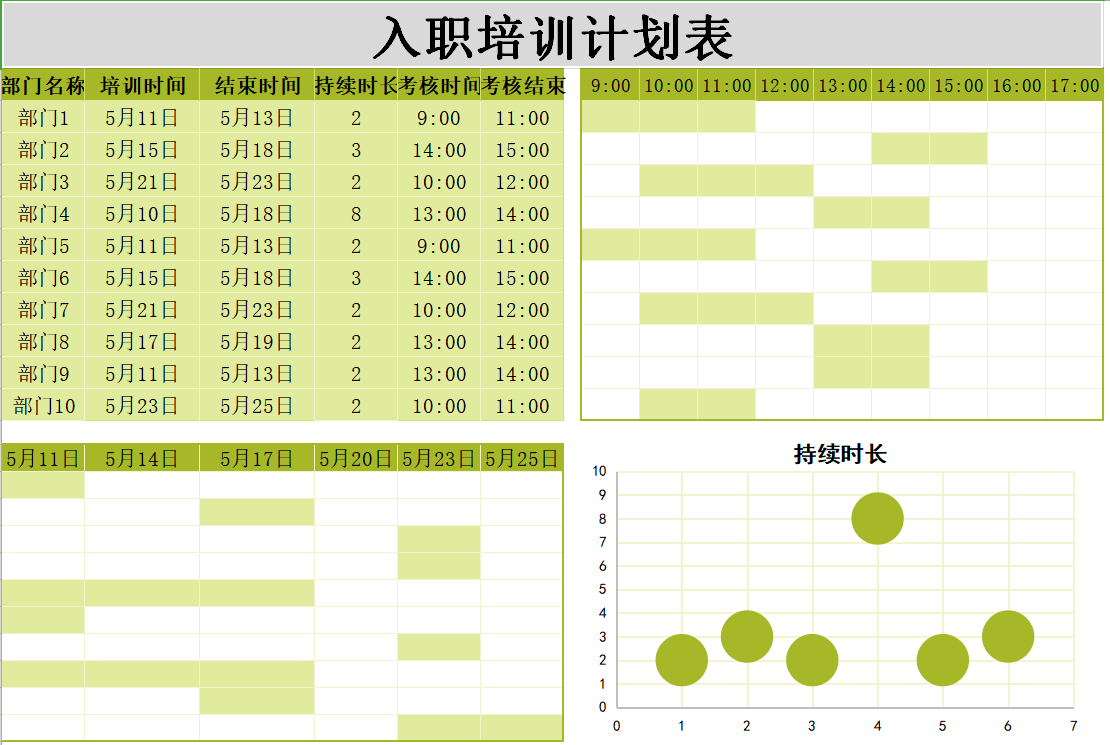 入职培训计划表
部门名称 培训时间 结束时间 持续时长 考核时间 考核结束 9:00 10:00 11:00 12:00 13:00 14:00 15:00 16:00 17:00
部门1 5月11日 5月13日 2 9:00 11:00
部门2 5月15日 5月18日 3 14:00 15:00
部门3 5月21日 5月23日 2 10:00 12:00
部门4 5月10日 5月18日 8 13:00 14:00
部门5 5月11日 5月13日 2 9:00 11:00
部门6 5月15日 5月18日 3 14:00 15:00
部门7 5月21日 5月23日 2 10:00 12:00
部门8 5月17日 5月19日 2 13:00 14:00
部门9 5月11日 5月13日 2 13:00 14:00
部门10 5月23日 5月25日 2 10:00 11:00
5月11日 5月14日 5月17日 5月20日 5月23日 5月25日
持续时长
10
9
8
7
6
5
4
3
2
1
0
0 1 2 3 4 5 6 7